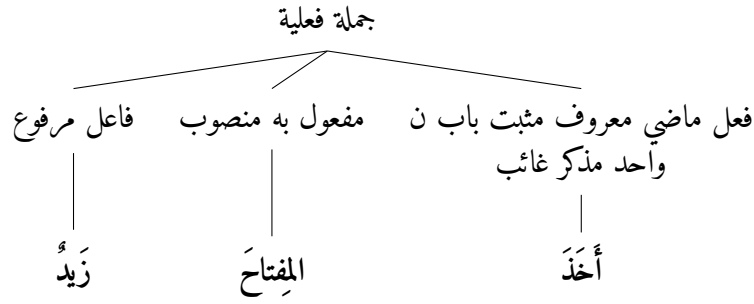 جملة فعلية
فعل ماضي معروف مثبت باب ن
واحد مذكر غائب
مفعول به منصوب
فاعل مرفوع
أَخَذَ
المِفتاحَ
زَيدٌ